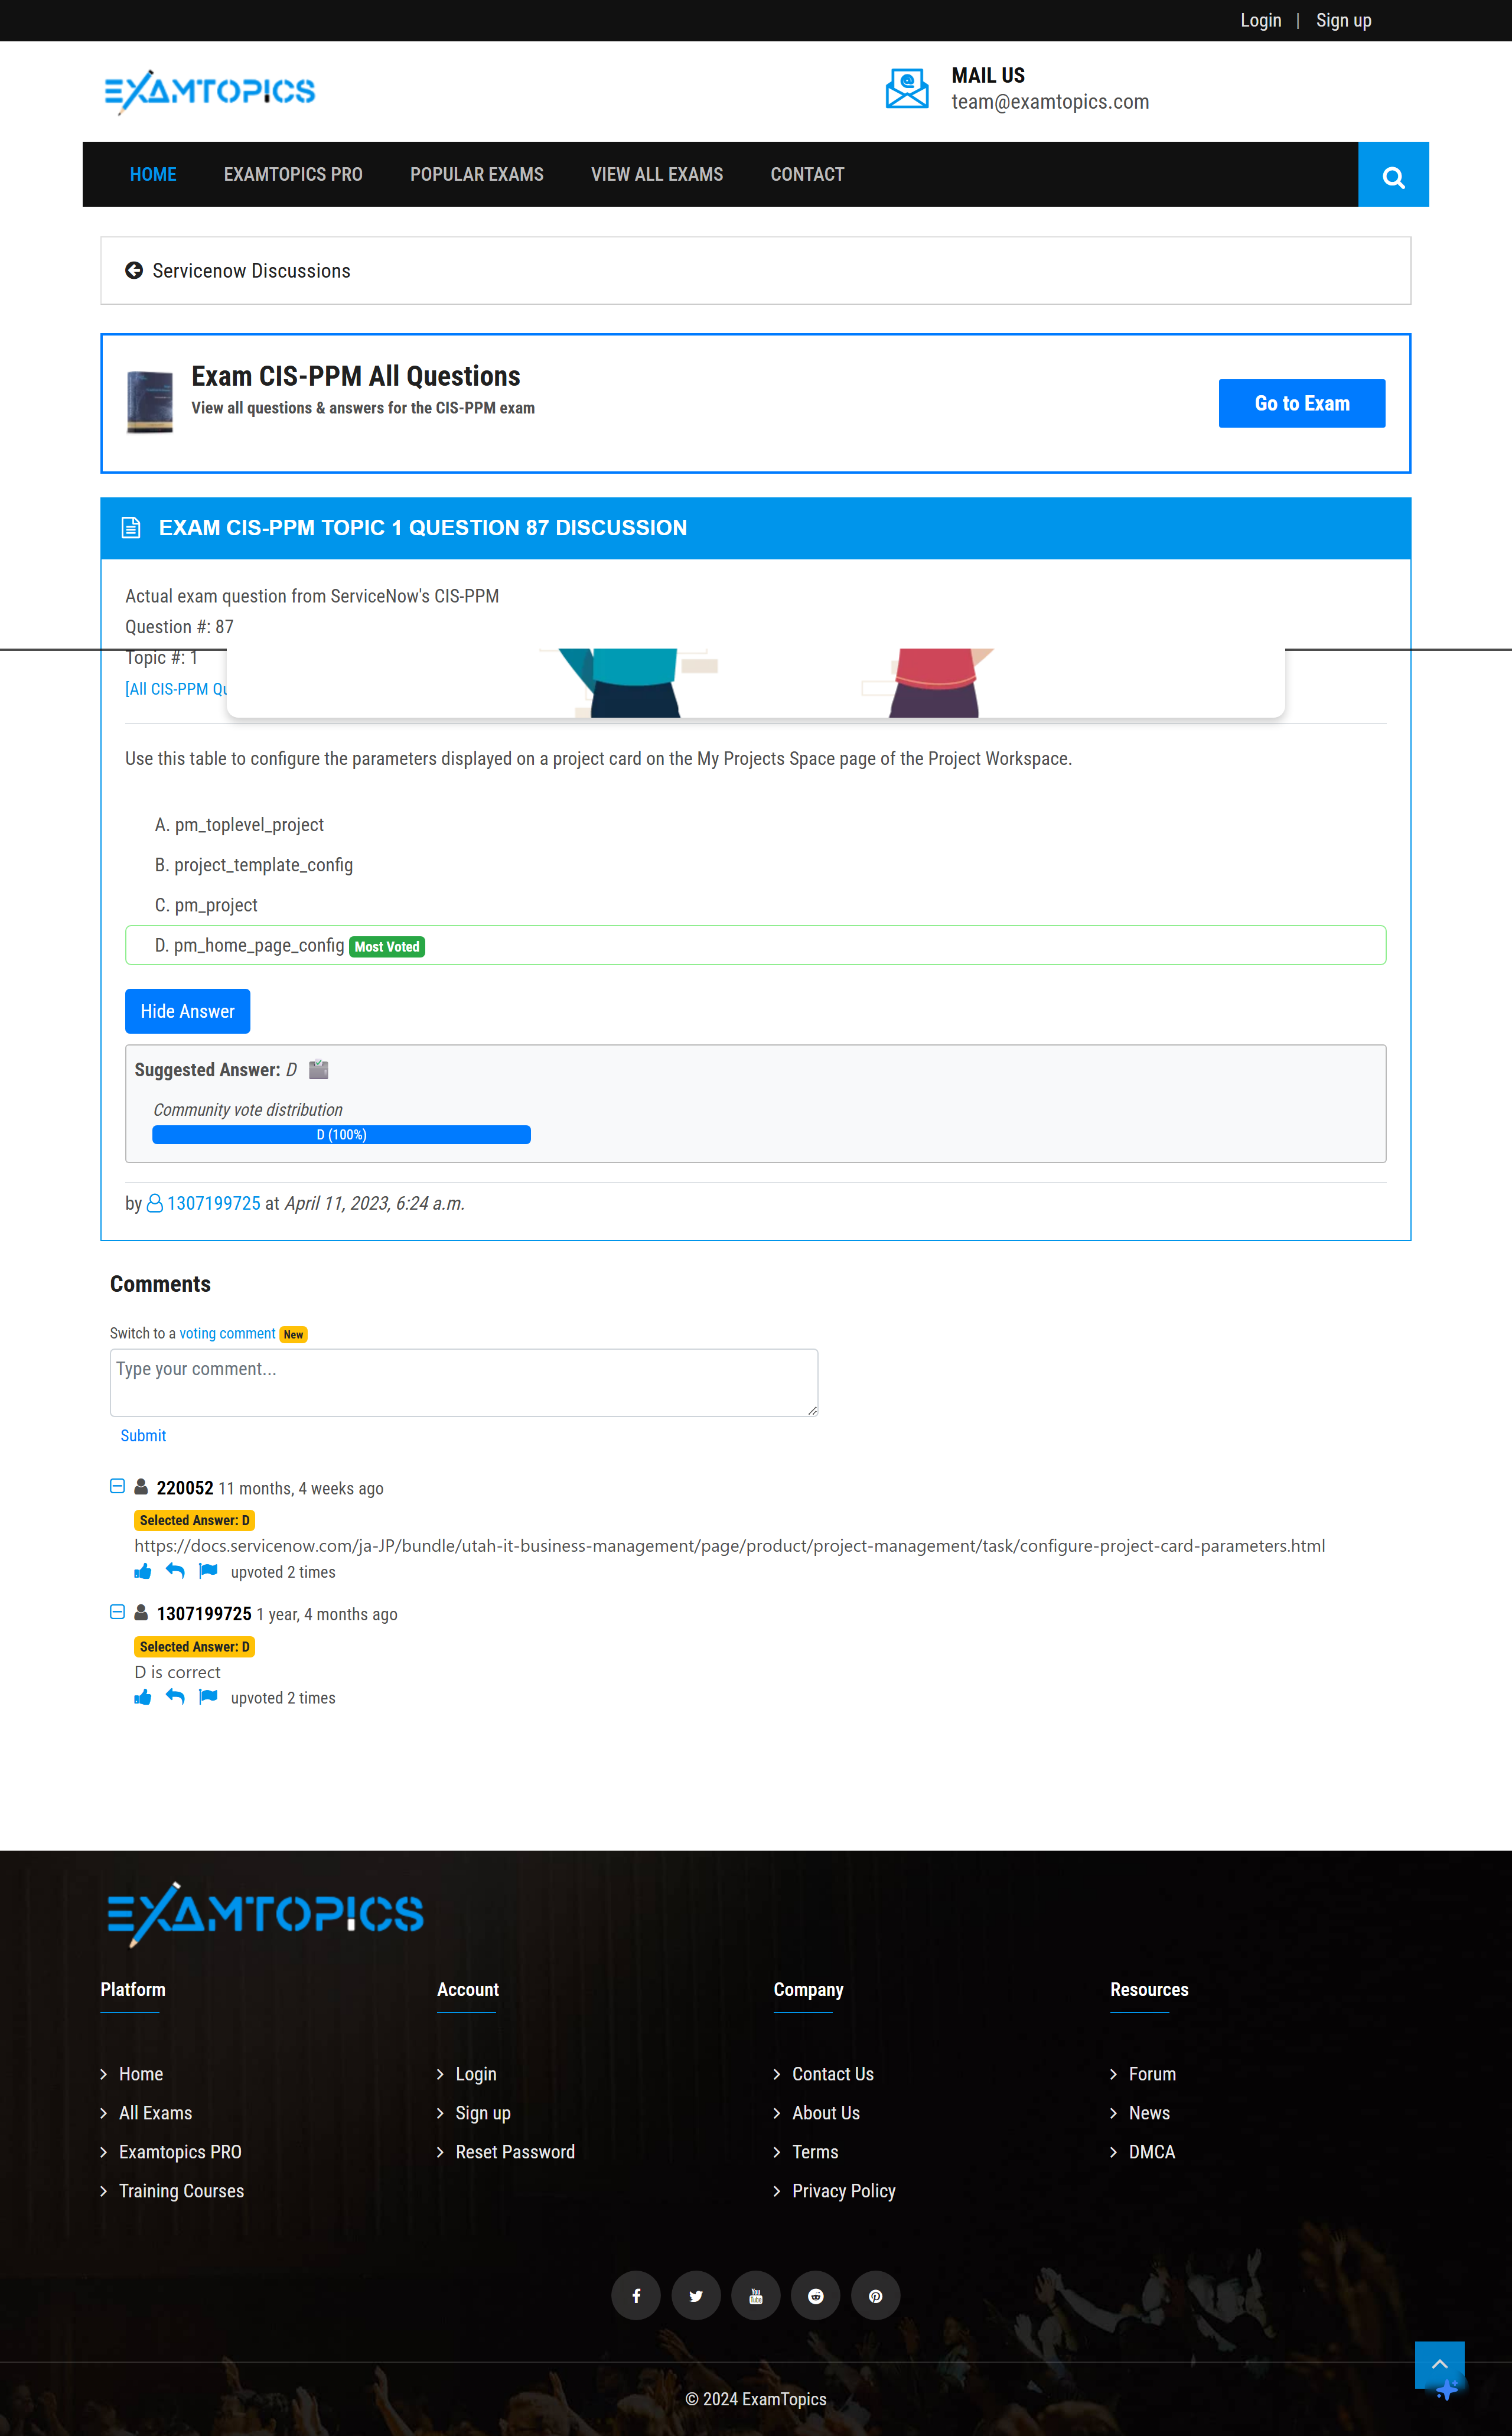 Login | Sign up
EXAMTOPICS
MAIL US
team@examtopics.com
HOME EXAMTOPICS PRO POPULAR EXAMS VIEW ALL EXAMS CONTACT
Servicenow Discussions
Exam CIS-PPM All Questions
View all questions & answers for the CIS-PPM exam
Go to Exam
EXAM CIS-PPM TOPIC 1 QUESTION 87 DISCUSSION
Actual exam question from ServiceNow's CIS-PPM
Question #: 87
Topic #: 1
[All CIS-PPM
Use this table to configure the parameters displayed on a project card on the My Projects Space page of the Project Workspace.
A. pm_toplevel_project
B. project_template_config
C. pm_project
D. pm_home_page_config Most Voted
Hide Answer
Suggested Answer: D
Community vote distribution
D (100%)
by 1307199725 at April 11, 2023, 6:24 a.m.
Comments
Switch to a voting comment New
Type your comment...
Submit
220052 11 months, 4 weeks ago
Selected Answer: D
https://docs.servicenow.com/ja-JP/bundle/utah-it-business-management/page/product/project-management/task/configure-project-card-parameters.html
upvoted 2 times
1307199725 1 year, 4 months ago
Selected Answer: D
D is correct
upvoted 2 times
EXAMTOPICS
Platform
Home
All Exams
Examtopics PRO
Training Courses
Account
Login
Sign up
Reset Password
Company
Contact Us
About Us
Terms
Privacy Policy
Resources
Forum
News
DMCA
You Tube
© 2024 ExamTopics